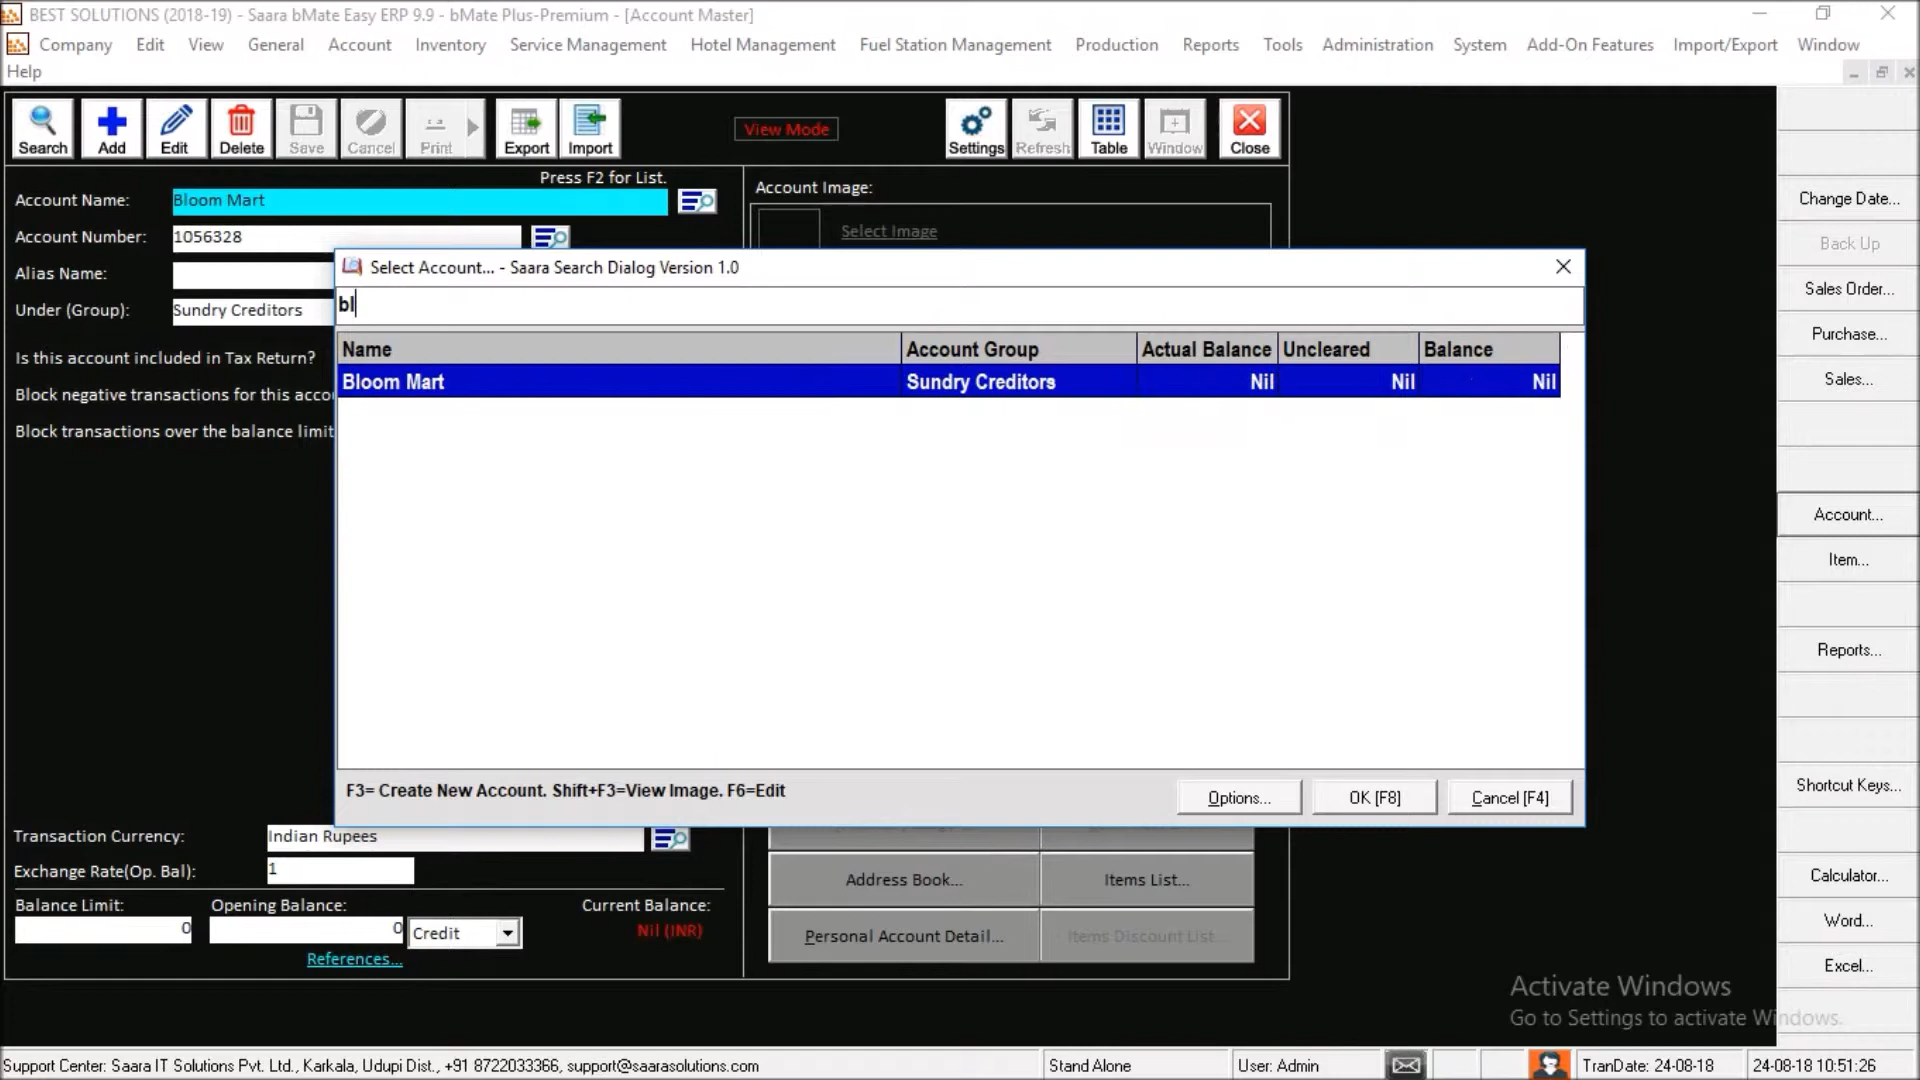 BEST SOLUTIONS (2018-19) - Saara bMate Easy ERP 9.9 - bMate Plus-Premium - [Account Master]
Company Edit View General Account Inventory Service Management Hotel Management Fuel Station Management Production Reports Tools Administration System Add-On Features Import/Export Window
Help
Search Add Edit Delete Save Cancel Print Export Import View Mode Settings Refresh Table Window Close
Press F2 for List.
Account Name: Bloom Mart
Account Number: 1056328
Alias Name:
Under (Group): Sundry Creditors
Is this account included in Tax Return?
Block negative transactions for this acco
Block transactions over the balance limit
Account Image:
Select Image
Select Account... - Saara Search Dialog Version 1.0
bl
Name Account Group Actual Balance Uncleared Balance
Bloom Mart Sundry Creditors Nil Nil Nil
F3= Create New Account. Shift+F3=View Image. F6=Edit
Options... OK [F8] Cancel [F4]
Transaction Currency: Indian Rupees
Exchange Rate(Op. Bal): 1
Balance Limit: Opening Balance: Current Balance:
0 0 Credit Nil (INR)
References...
Address Book... Items List...
Personal Account Detail... Items Discount List...
Change Date...
Back Up
Sales Order...
Purchase...
Sales...
Account...
Item...
Reports...
Shortcut Keys...
Calculator...
Word...
Excel...
Activate Windows
Go to Settings to activate Windows.
Support Center: Saara IT Solutions Pvt. Ltd., Karkala, Udupi Dist., +91 8722033366, support@saarasolutions.com Stand Alone User: Admin TranDate: 24-08-18 24-08-18 10:51:26